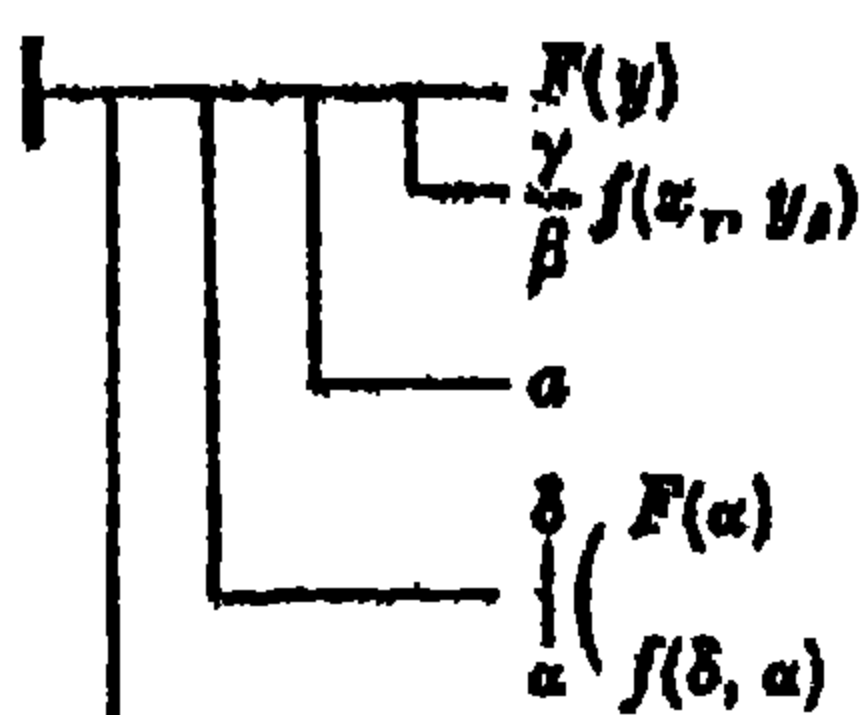 F(y)
γ
β f(x_γ, y_β)
a
δ F(α)
α f(δ, α)